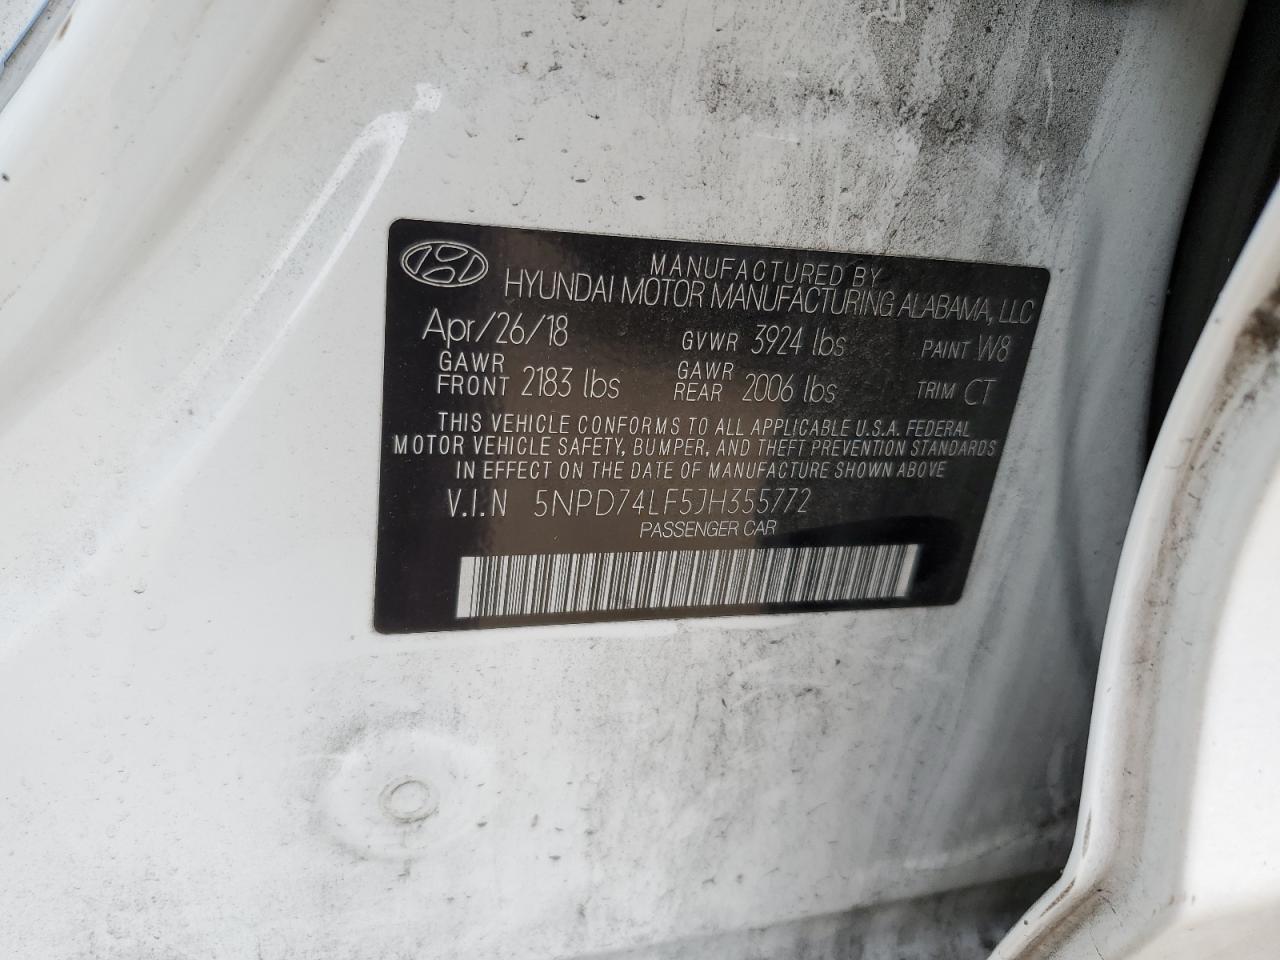 MANUFACTURED BY
HYUNDAI MOTOR MANUFACTURING ALABAMA, LLC
Apr/26/18 GVWR 3924 lbs PAINT W8
GAWR FRONT 2183 lbs GAWR REAR 2006 lbs TRIM CT
THIS VEHICLE CONFORMS TO ALL APPLICABLE U.S.A. FEDERAL
MOTOR VEHICLE SAFETY, BUMPER, AND THEFT PREVENTION STANDARDS
IN EFFECT ON THE DATE OF MANUFACTURE SHOWN ABOVE
V.I.N 5NPD74LF5JH355772
PASSENGER CAR